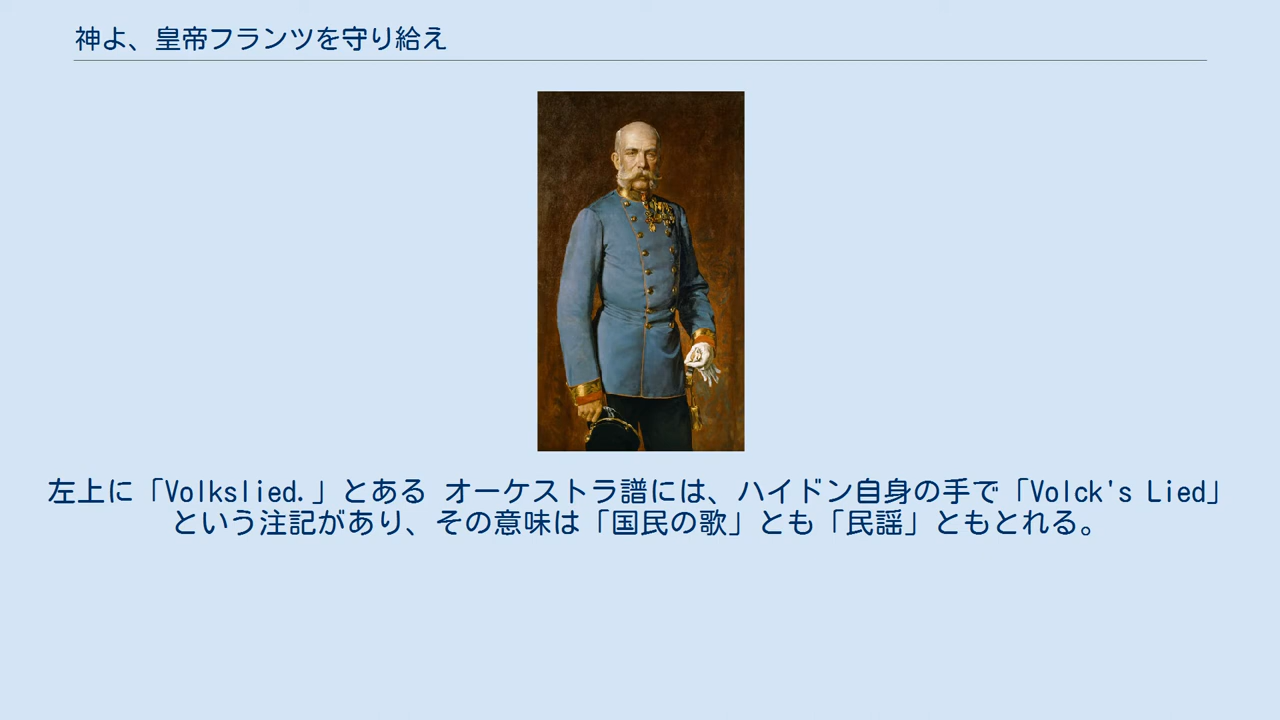 神よ、皇帝フランツを守り給え
左上に「Volkslied.」とある オーケストラ譜には、ハイドン自身の手で「Volck's Lied」
という注記があり、その意味は「国民の歌」とも「民謡」ともとれる。